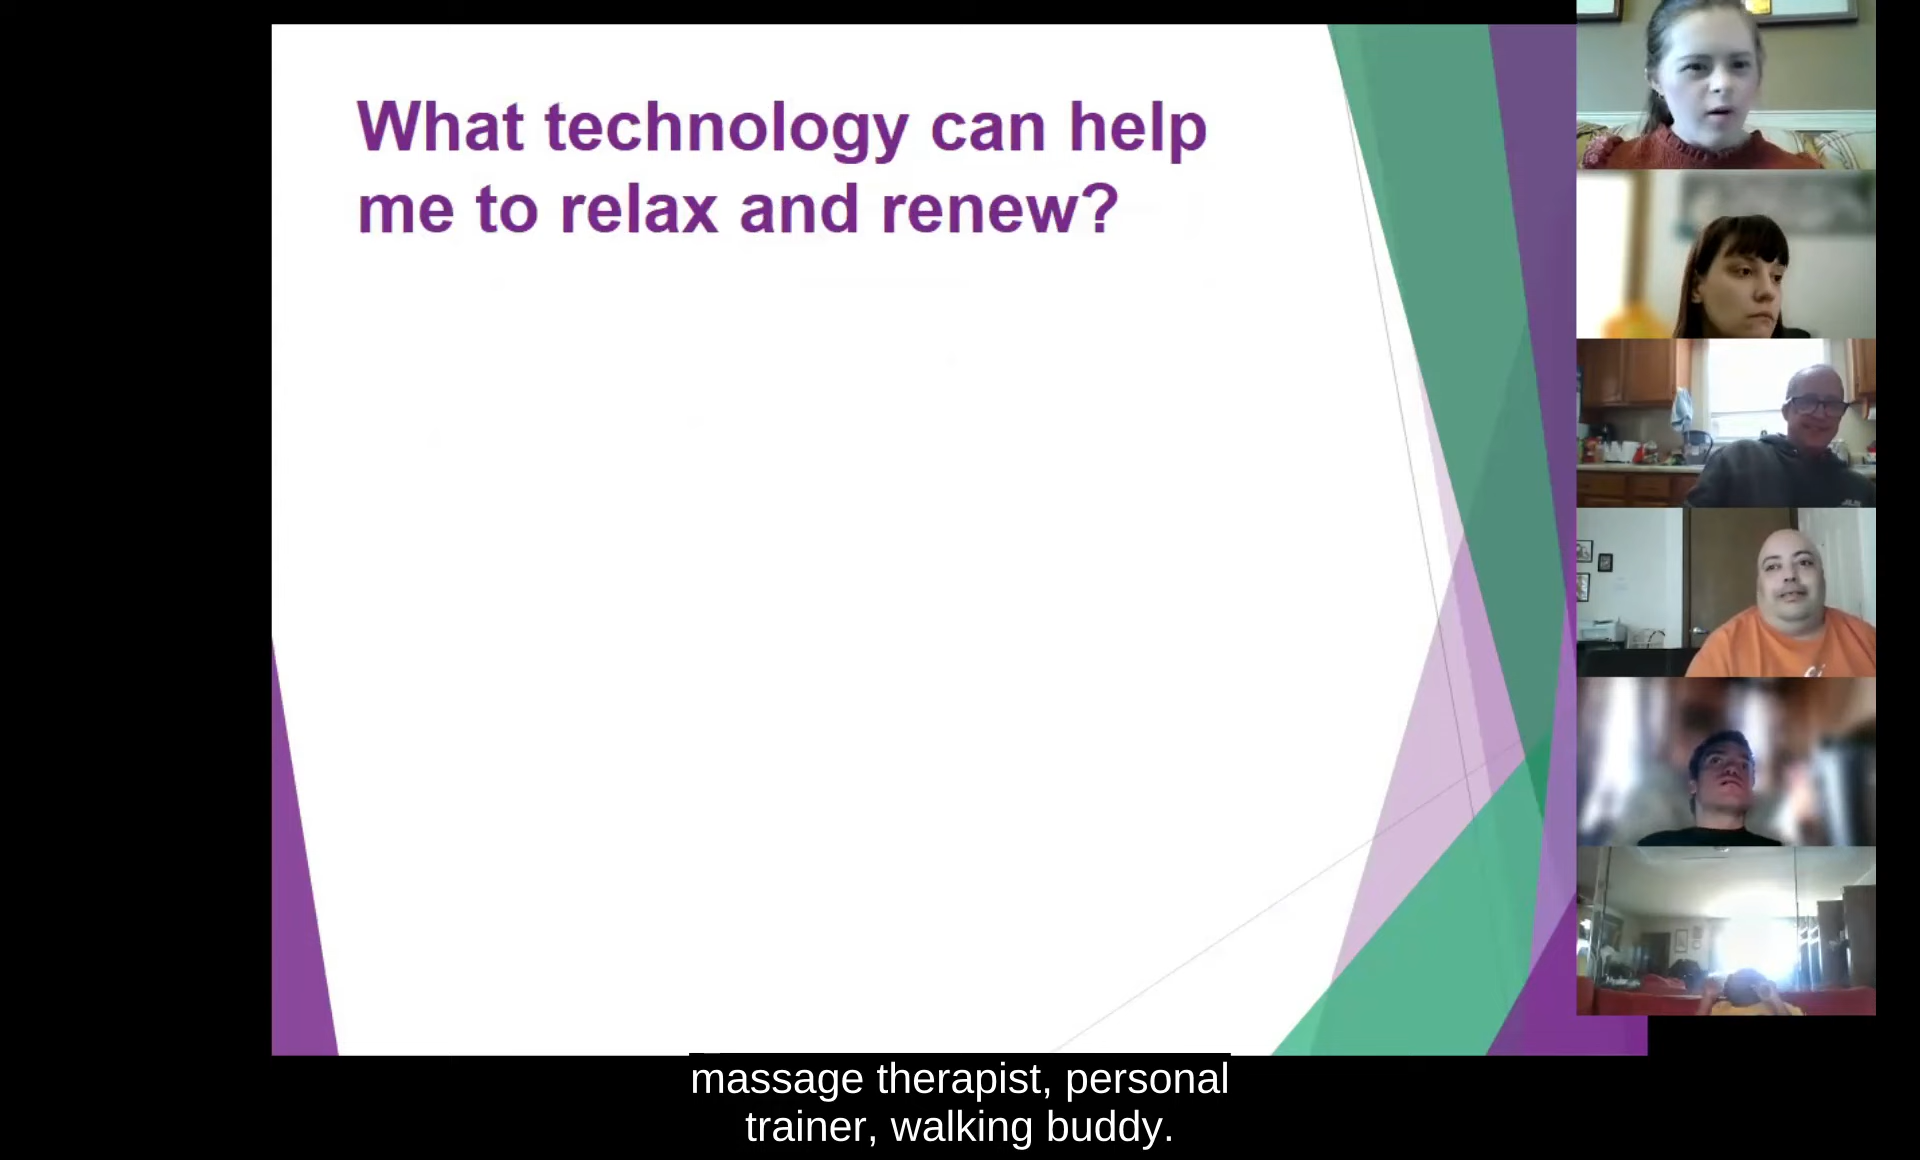 What technology can help
me to relax and renew?
massage therapist, personal
trainer, walking buddy.